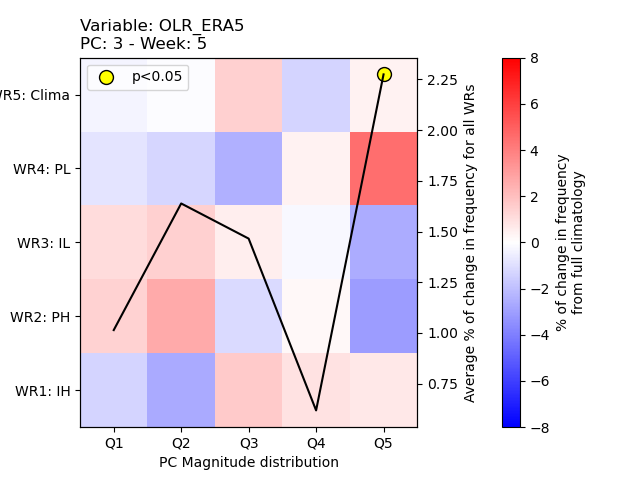 Variable: OLR_ERA5
PC: 3 - Week: 5
p<0.05
WR5: Clima
WR4: PL
WR3: IL
WR2: PH
WR1: IH
Q1 Q2 Q3 Q4 Q5
PC Magnitude distribution
2.25
2.00
1.75
1.50
1.25
1.00
0.75
Average % of change in frequency for all WRs
8
6
4
2
0
−2
−4
−6
−8
% of change in frequency
from full climatology